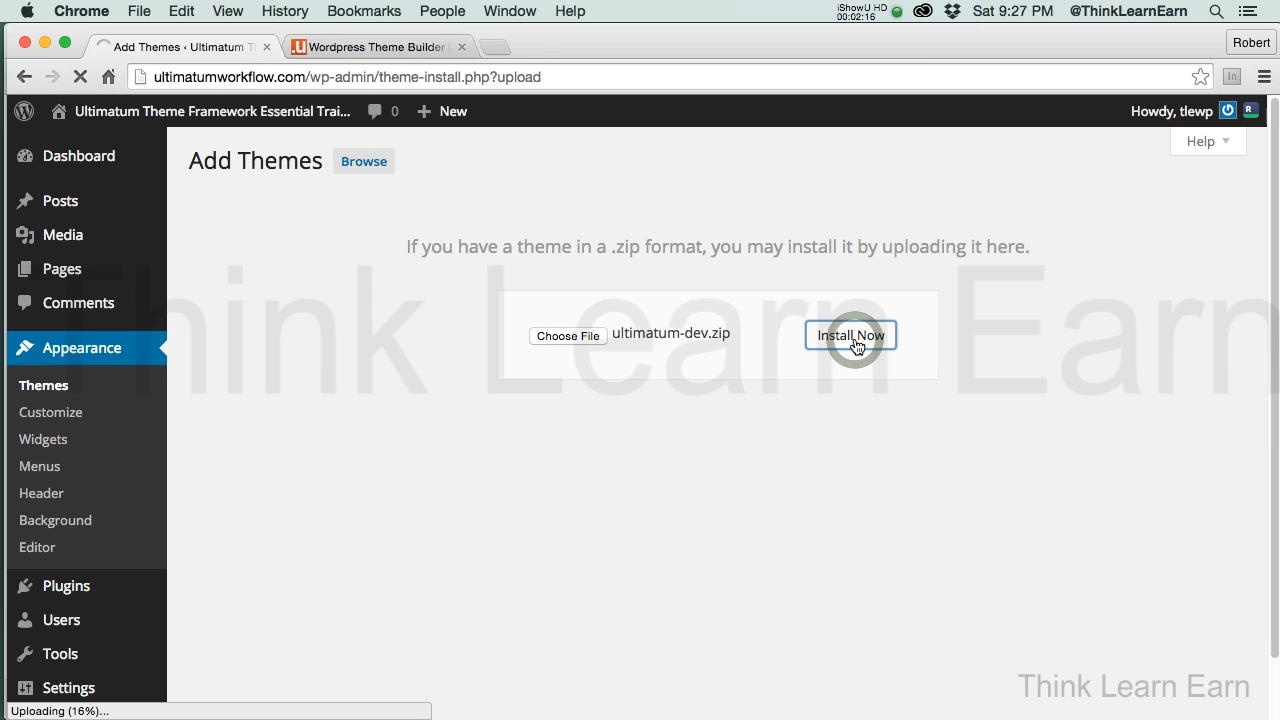 Chrome File Edit View History Bookmarks People Window Help
iShowU HD
00:02:16
Sat 9:27 PM @ThinkLearnEarn
Add Themes ‹ Ultimatum T
Wordpress Theme Builder
Robert
ultimatumworkflow.com/wp-admin/theme-install.php?upload
Ultimatum Theme Framework Essential Trai... 0 + New
Howdy, tlewp
Help
Dashboard
Posts
Media
Pages
Comments
Appearance
Themes
Customize
Widgets
Menus
Header
Background
Editor
Plugins
Users
Tools
Settings
Add Themes Browse
If you have a theme in a .zip format, you may install it by uploading it here.
Choose File ultimatum-dev.zip Install Now
Think Learn Earn
Think Learn Earn
Uploading (16%)...